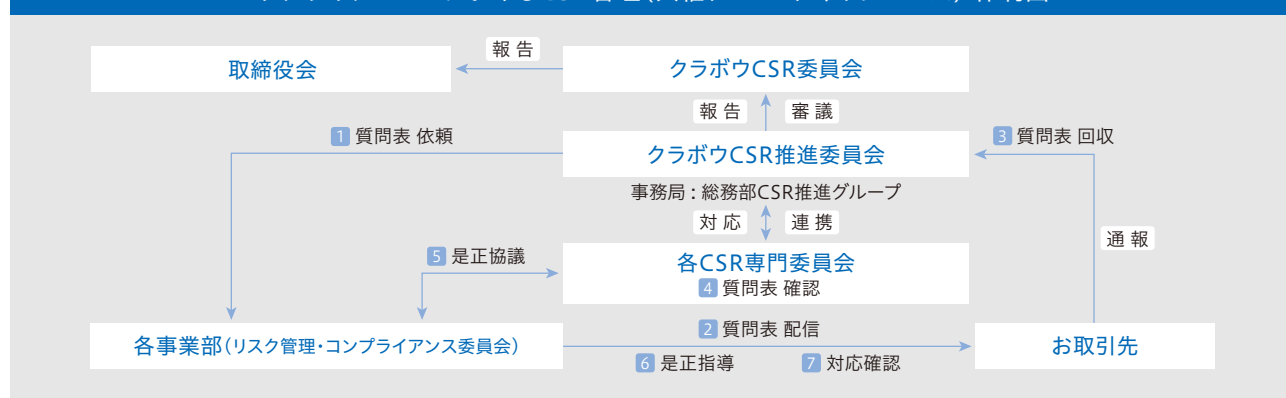 報告
取締役会
クラボウCSR委員会
報告 審議
1 質問表 依頼
3 質問表 回収
クラボウCSR推進委員会
事務局：総務部CSR推進グループ
対応 連携
通報
5 是正協議
各CSR専門委員会
4 質問表 確認
2 質問表 配信
各事業部（リスク管理・コンプライアンス委員会）
お取引先
6 是正指導 7 対応確認